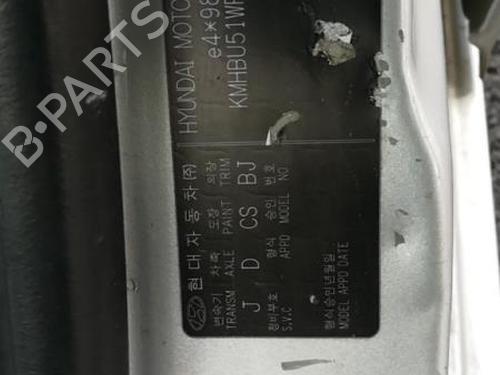 B-PARTS
HYUNDAI MOTO
e4*98
KMHBU51WP
현대자동차(주)
변속기 차축 도장 의장
TRANSM AXLE PAINT TRIM
J D CS BJ
정비부호 형식 승인 번호
S.V.C APPD MODEL NO
형식승인년월일
MODEL APPD DATE